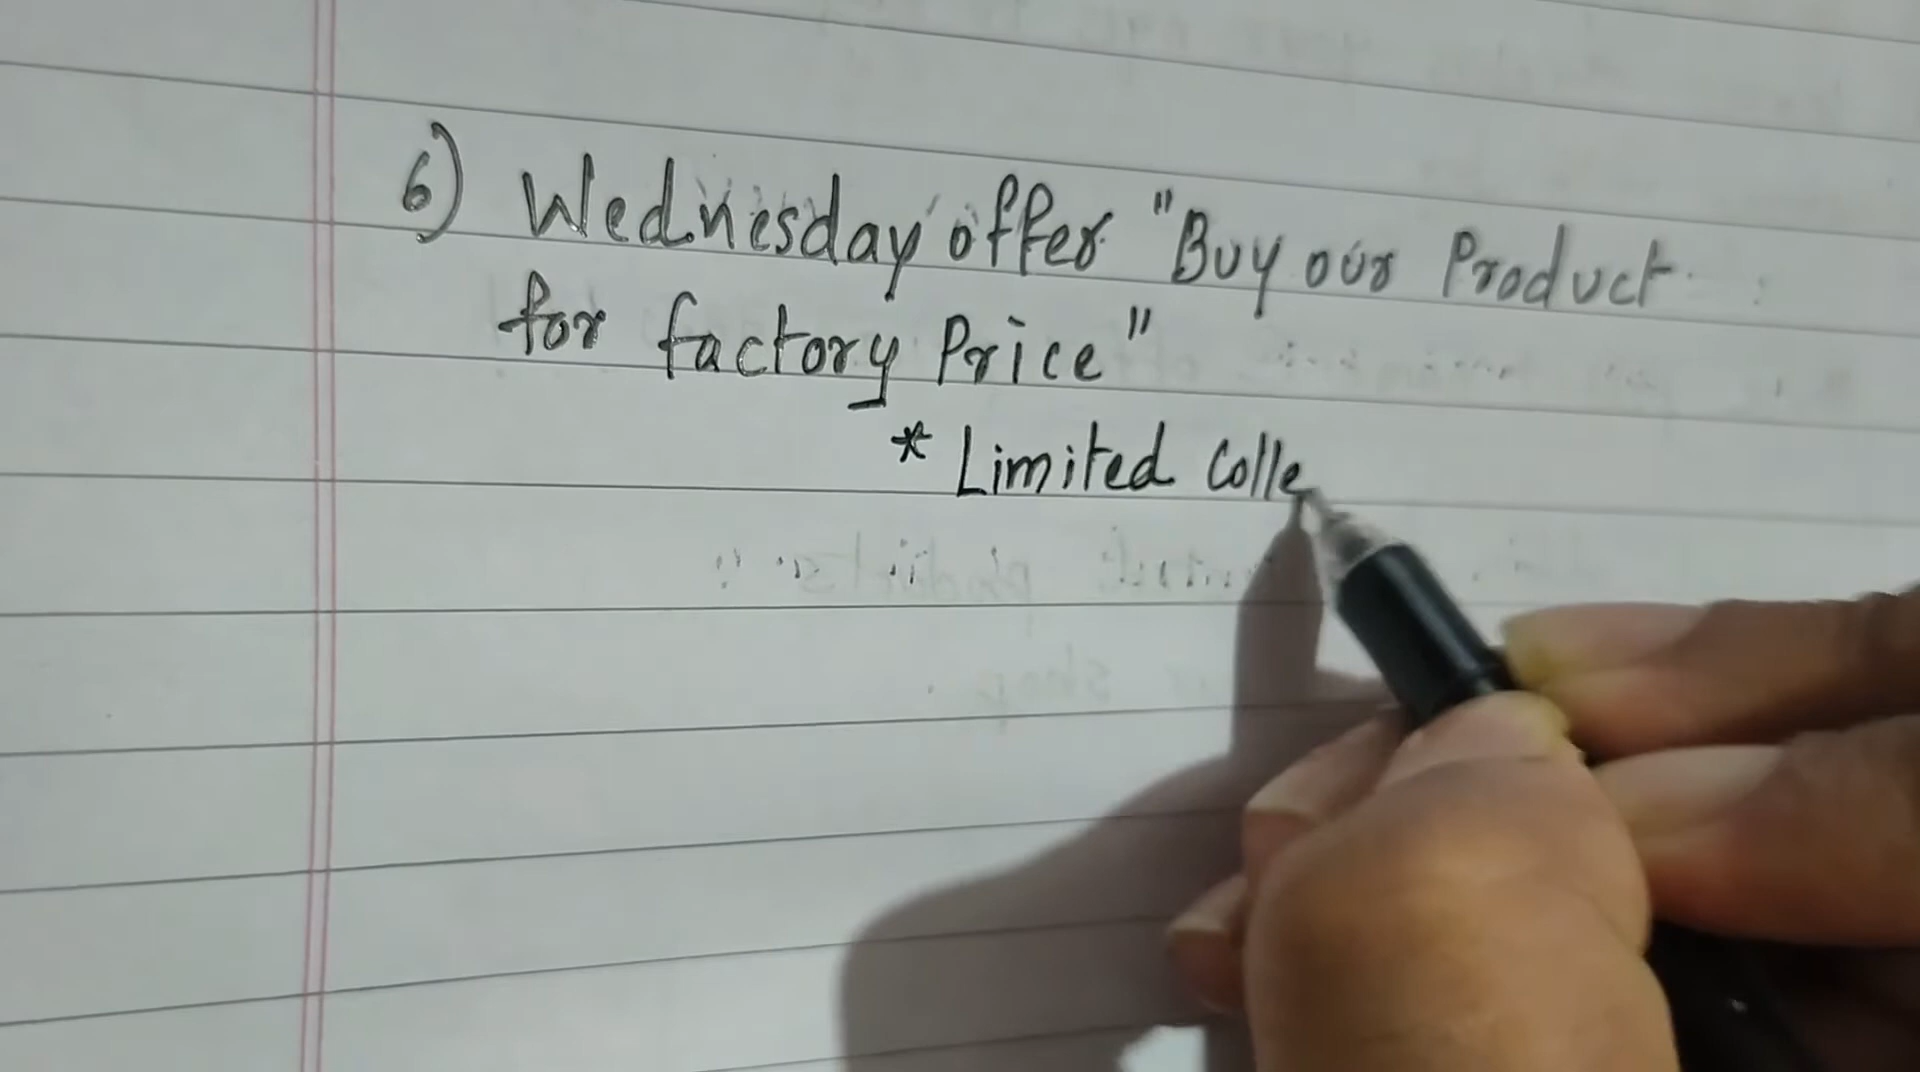 6) Wednesday offer "Buy our Product
for factory Price"
* Limited Colle